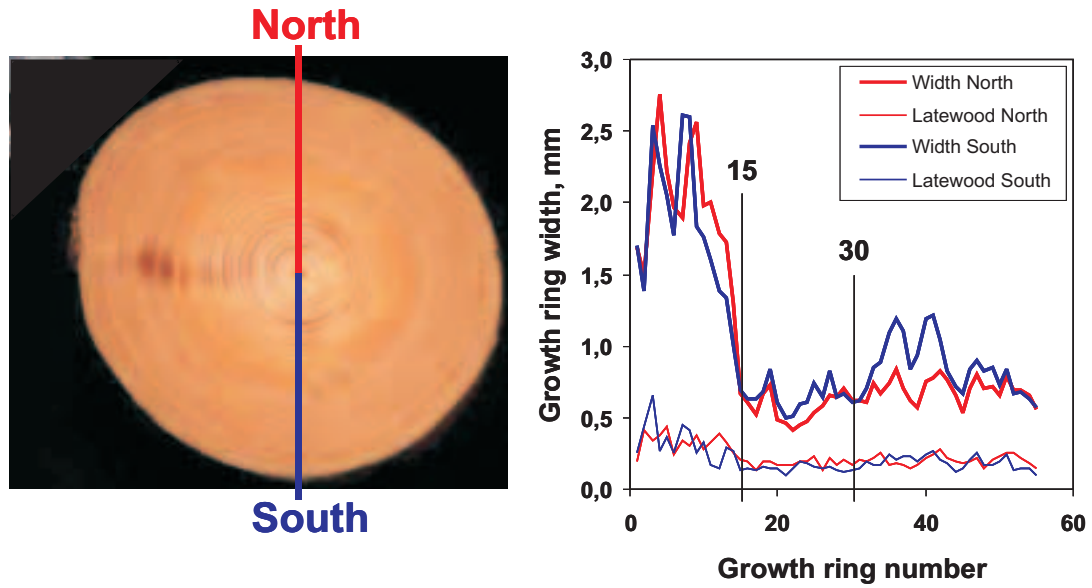 North
South
3,0
2,5
2,0
1,5
1,0
0,5
0,0
Growth ring width, mm
15
30
Width North
Latewood North
Width South
Latewood South
0
20
40
60
Growth ring number